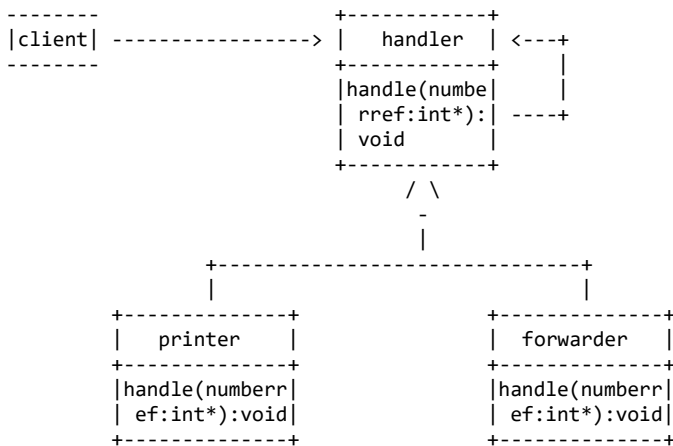 client
handler
handle(numbe
rref:int*):
void
printer
forwarder
handle(numberr
ef:int*):void
handle(numberr
ef:int*):void